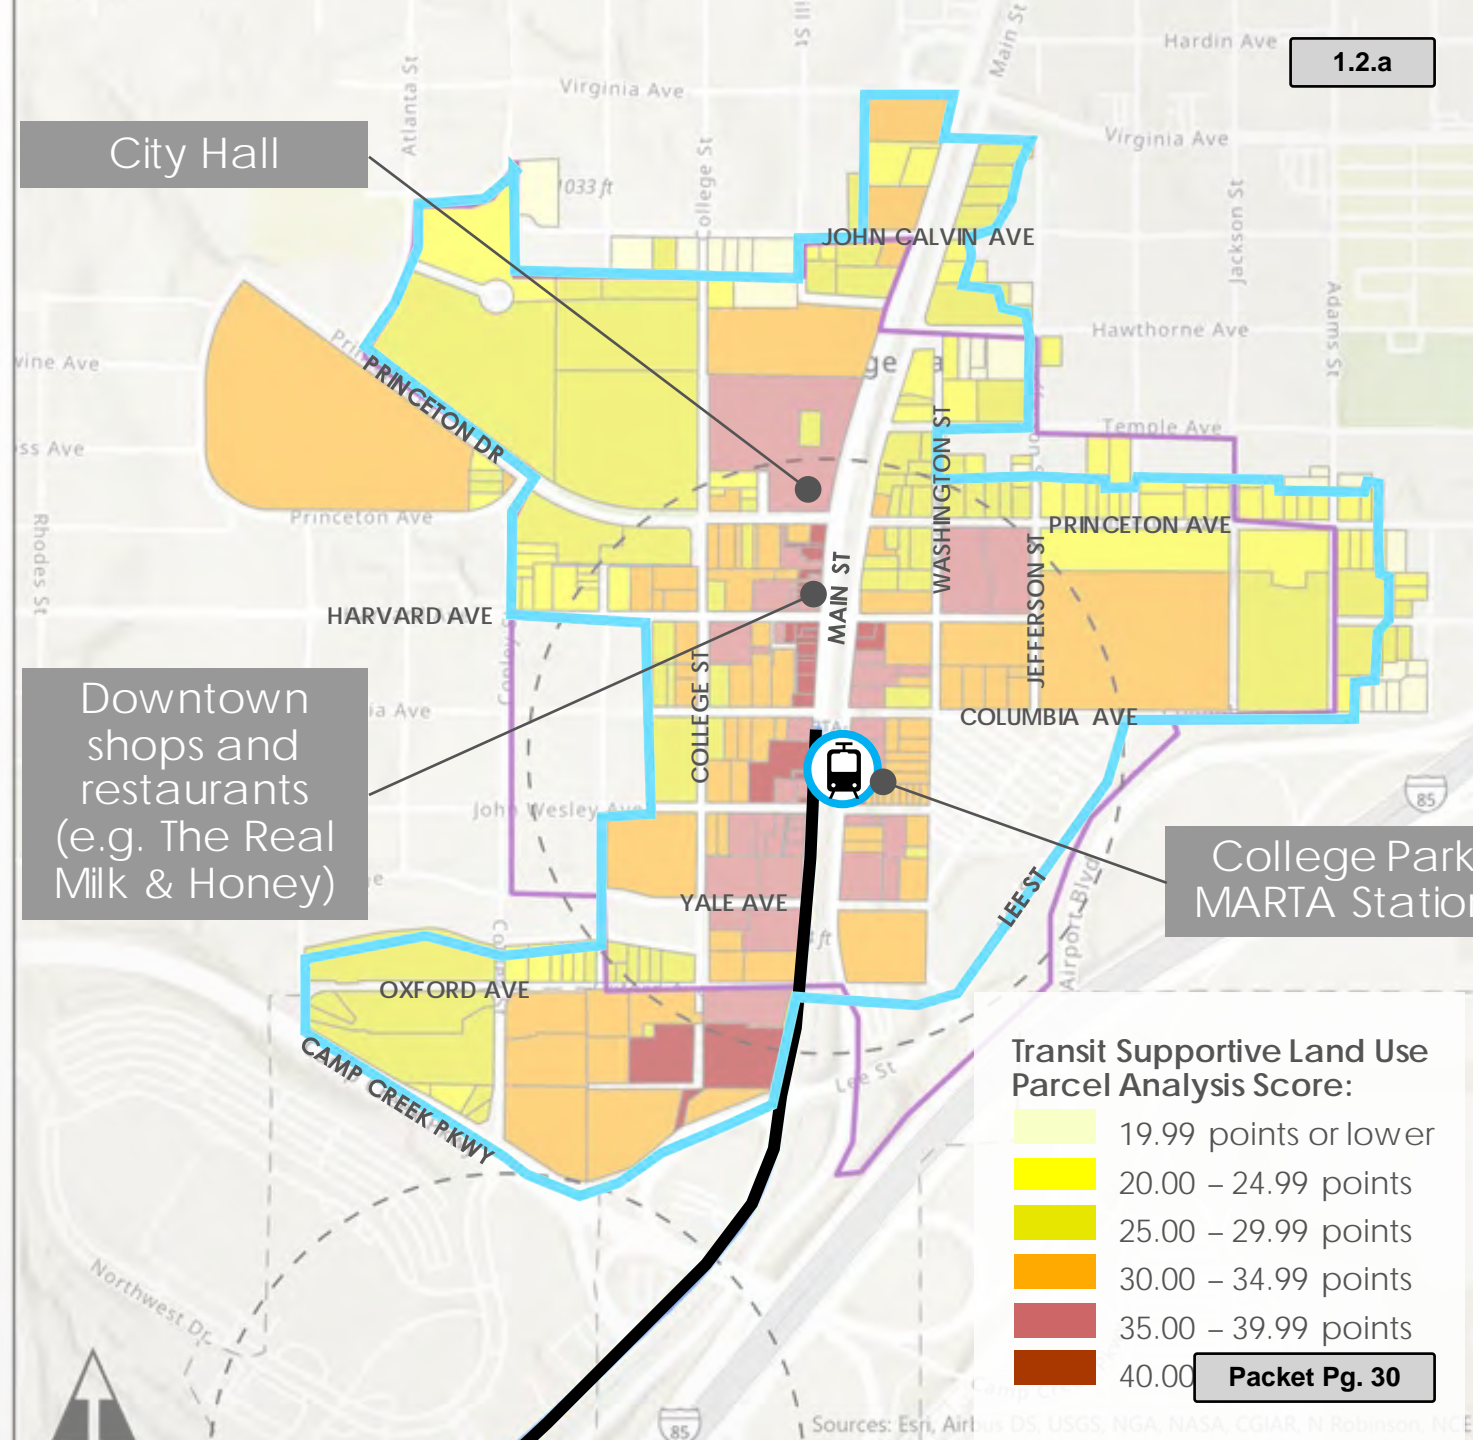 Main St
Ill St
Hardin Ave
1.2.a
Atlanta St
Virginia Ave
Virginia Ave
City Hall
College St
1033 ft
Jackson St
JOHN CALVIN AVE
Adams St
Hawthorne Ave
PRINCETON DR
Temple Ave
WASHINGTON ST
Princeton Ave
PRINCETON AVE
Rhodes St
MAIN ST
JEFFERSON ST
HARVARD AVE
Downtown
shops and
restaurants
(e.g. The Real
Milk & Honey)
COLLEGE ST
COLUMBIA AVE
John Wesley Ave
85
College Park
MARTA Station
YALE AVE
LEE ST
Airport Blvd
ft
OXFORD AVE
CAMP CREEK PKWY
Lee St
Transit Supportive Land Use
Parcel Analysis Score:
19.99 points or lower
20.00 – 24.99 points
25.00 – 29.99 points
30.00 – 34.99 points
35.00 – 39.99 points
40.00
Packet Pg. 30
Northwest Dr
85
Sources: Esri, Airbus DS, USGS, NGA, NASA, CGIAR, N Robinson, NCE